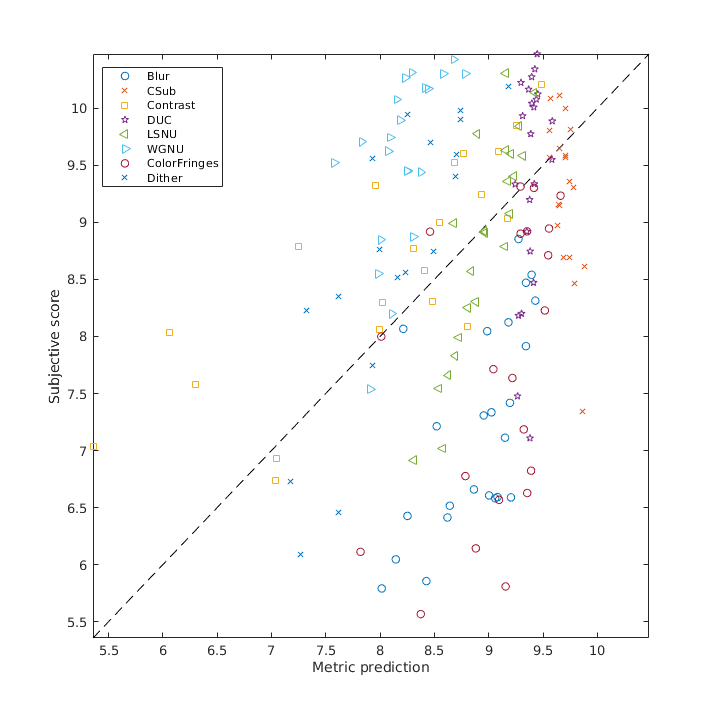 Blur
CSub
Contrast
DUC
LSNU
WGNU
ColorFringes
Dither
10
9.5
9
8.5
8
7.5
7
6.5
6
5.5
Subjective score
5.5 6 6.5 7 7.5 8 8.5 9 9.5 10
Metric prediction